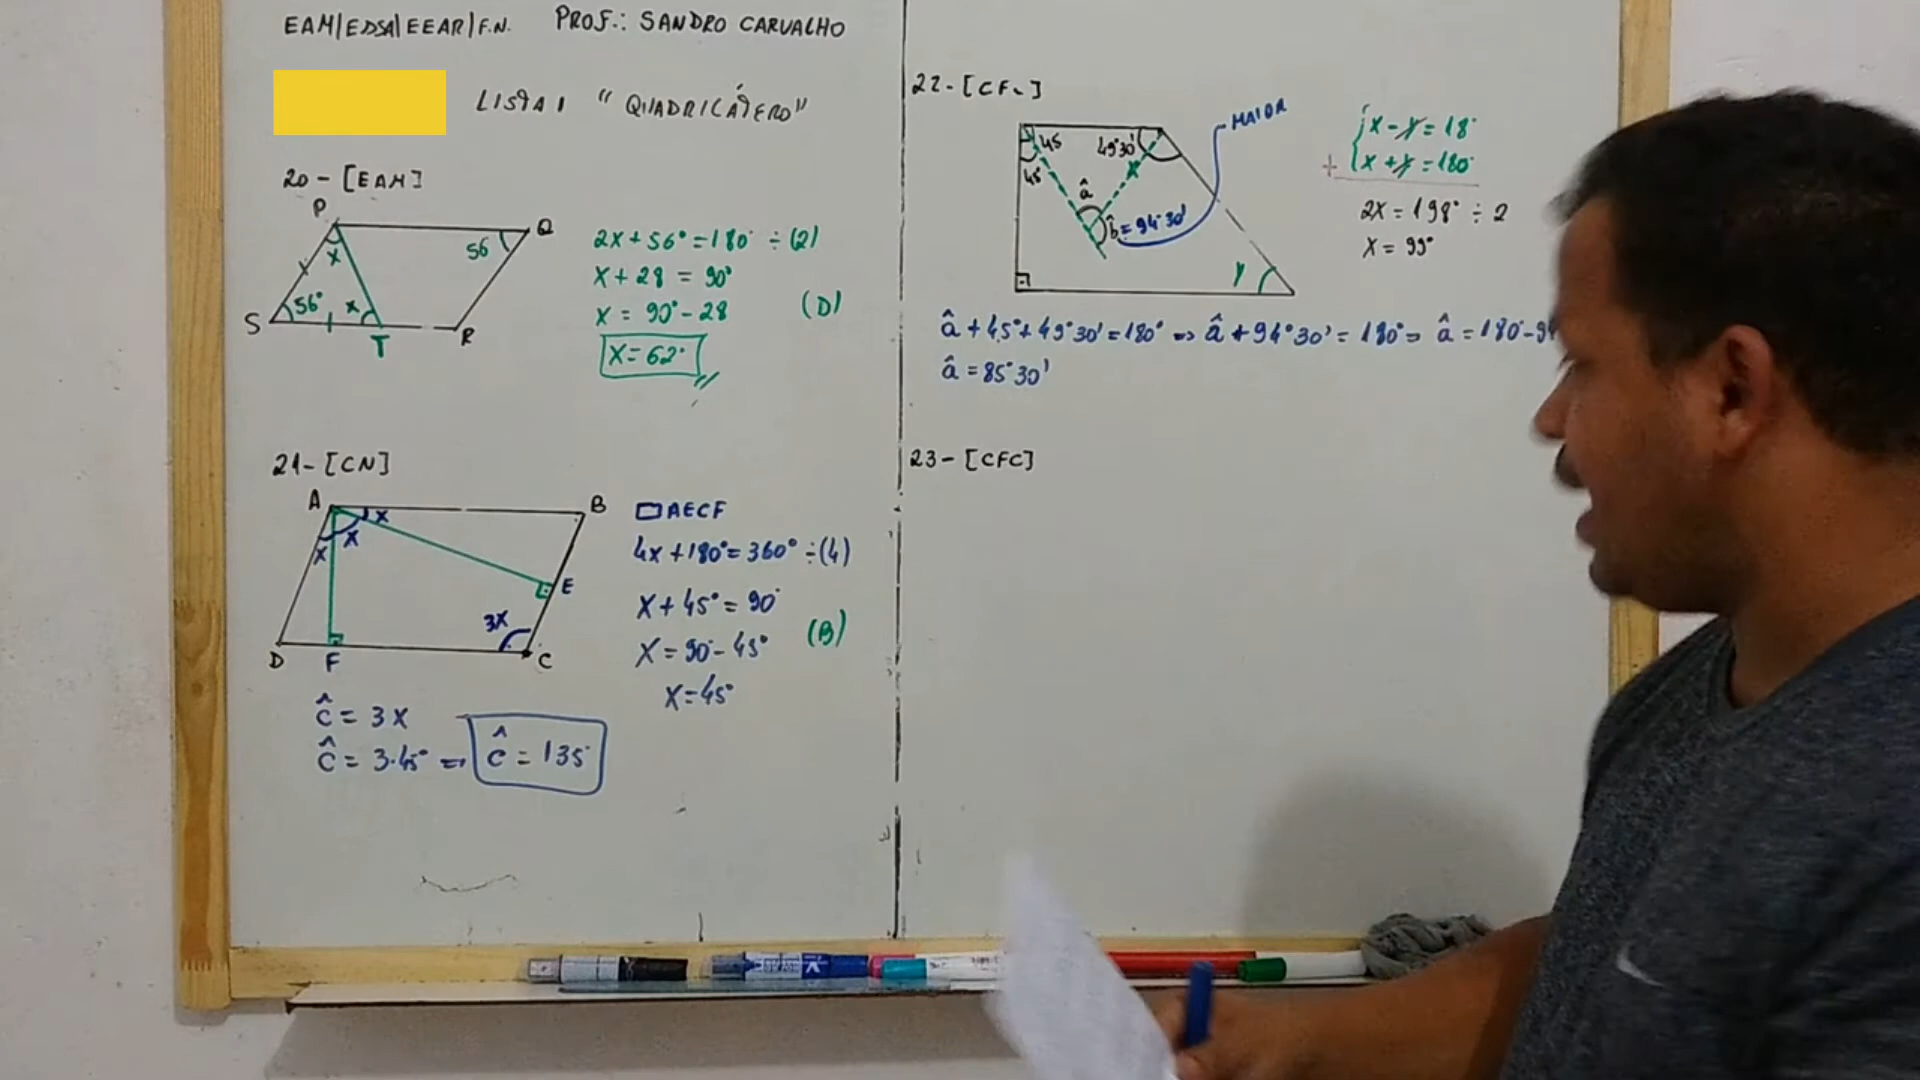 EAM/EDSA/EEAR/F.N. PROF.: SANDRO CARVALHO
LISTA 1 "QUADRILÁTERO"
20-[EAM]
P
Q
x
56
56°
x
S
T
R
2x+56°=180° ÷(2)
x+28 = 90°
x = 90°-28
(D)
x=62°
21-[CN]
A
B
x
x
x
E
3x
D
F
C
▭AECF
4x+180°=360° ÷(4)
x+45°=90°
x=90°-45°
(B)
x=45°
ĉ=3x
ĉ=3.45° ⇒ ĉ=135°
22-[CF
45
49°30'
45
x
â
b̂=94°30'
MAIOR
y
x-y=18°
+ x+y=180°
2x=198° ÷2
x=99°
â+45°+49°30'=180° ⇒ â+94°30'=180° ⇒ â=180°-94
â=85°30'
23-[CFC]